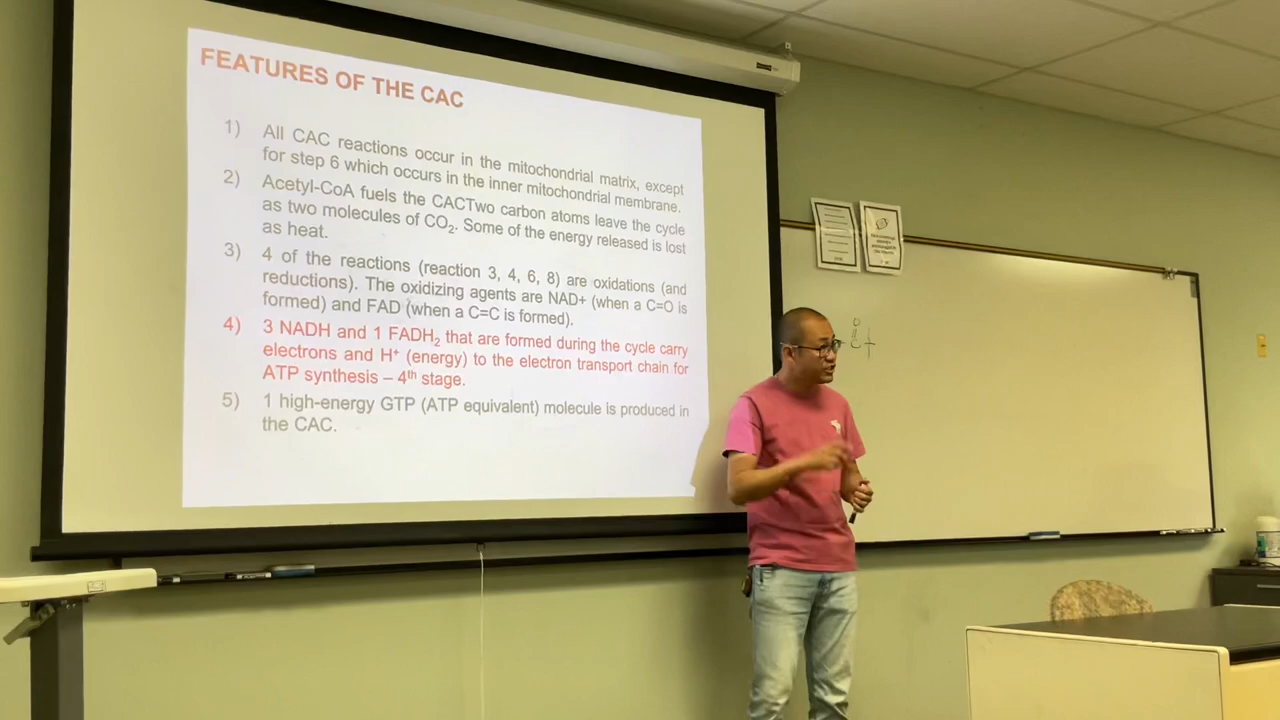 FEATURES OF THE CAC
1) All CAC reactions occur in the mitochondrial matrix, except
for step 6 which occurs in the inner mitochondrial membrane.
2) Acetyl-CoA fuels the CACTwo carbon atoms leave the cycle
as two molecules of CO₂. Some of the energy released is lost
as heat.
3) 4 of the reactions (reaction 3, 4, 6, 8) are oxidations (and
reductions). The oxidizing agents are NAD+ (when a C=O is
formed) and FAD (when a C=C is formed).
4) 3 NADH and 1 FADH₂ that are formed during the cycle carry
electrons and H⁺ (energy) to the electron transport chain for
ATP synthesis – 4ᵗʰ stage.
5) 1 high-energy GTP (ATP equivalent) molecule is produced in
the CAC.